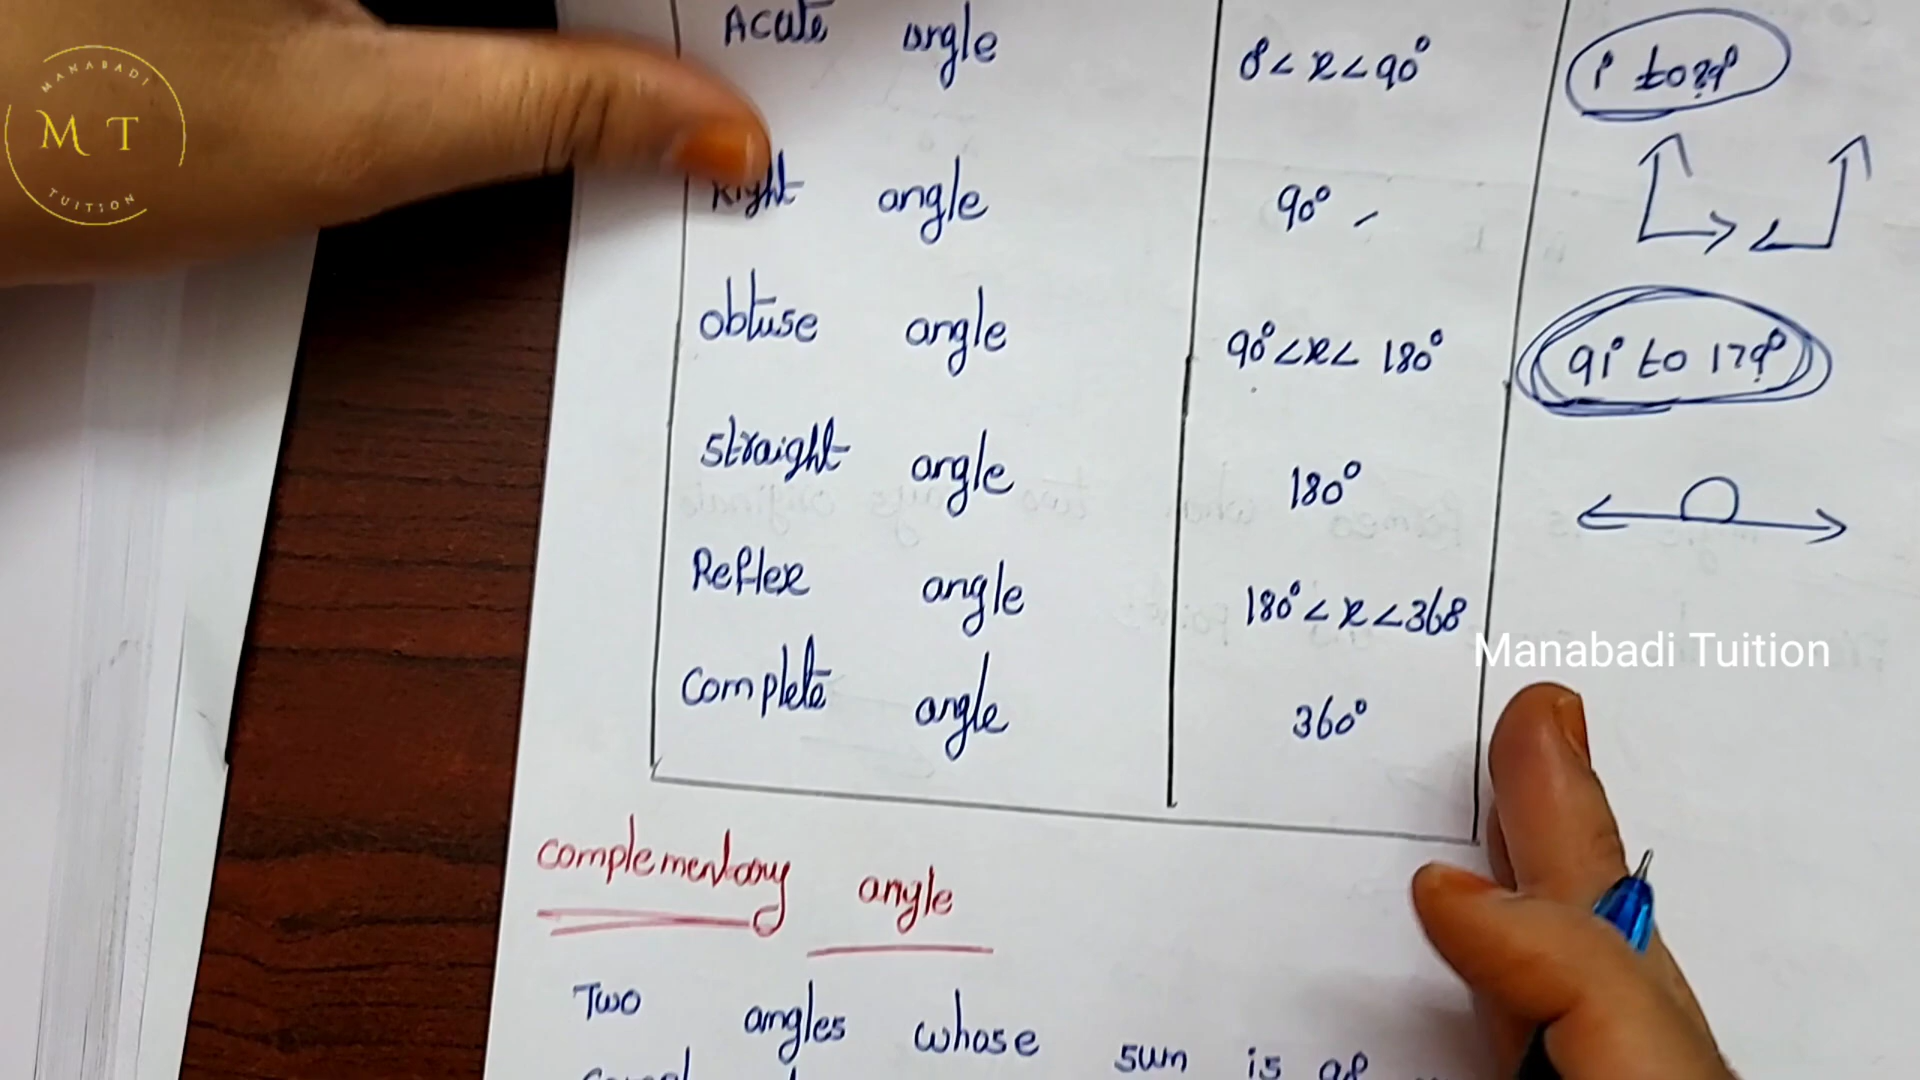 Acute angle 0°<x<90° 1° to 89°
MANABADI
M T
TUITION
Right angle 90°
obtuse angle 90°<x< 180° 91° to 179°
straight angle 180°
Reflex angle 180°<x<360
complete angle 360°
Manabadi Tuition
complementary angle
Two angles whose sum is